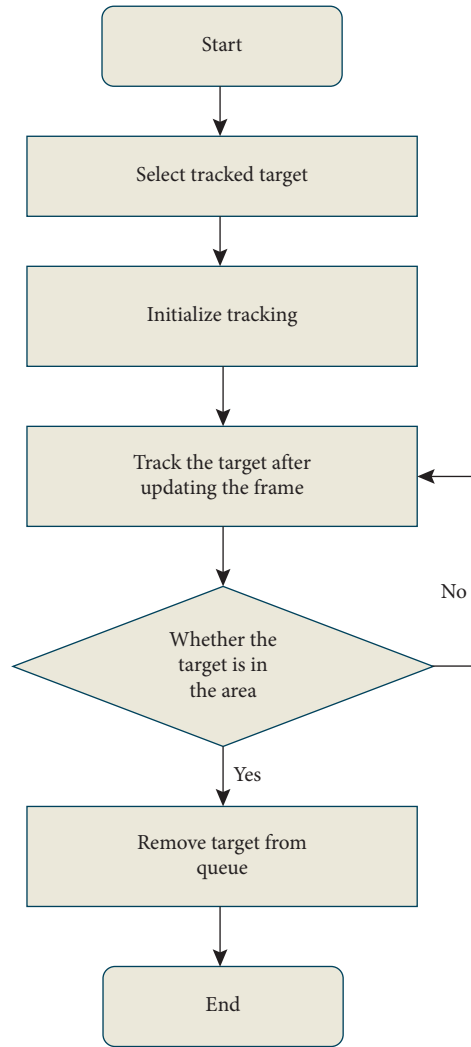 Start
Select tracked target
Initialize tracking
Track the target after
updating the frame
No
Whether the
target is in
the area
Yes
Remove target from
queue
End